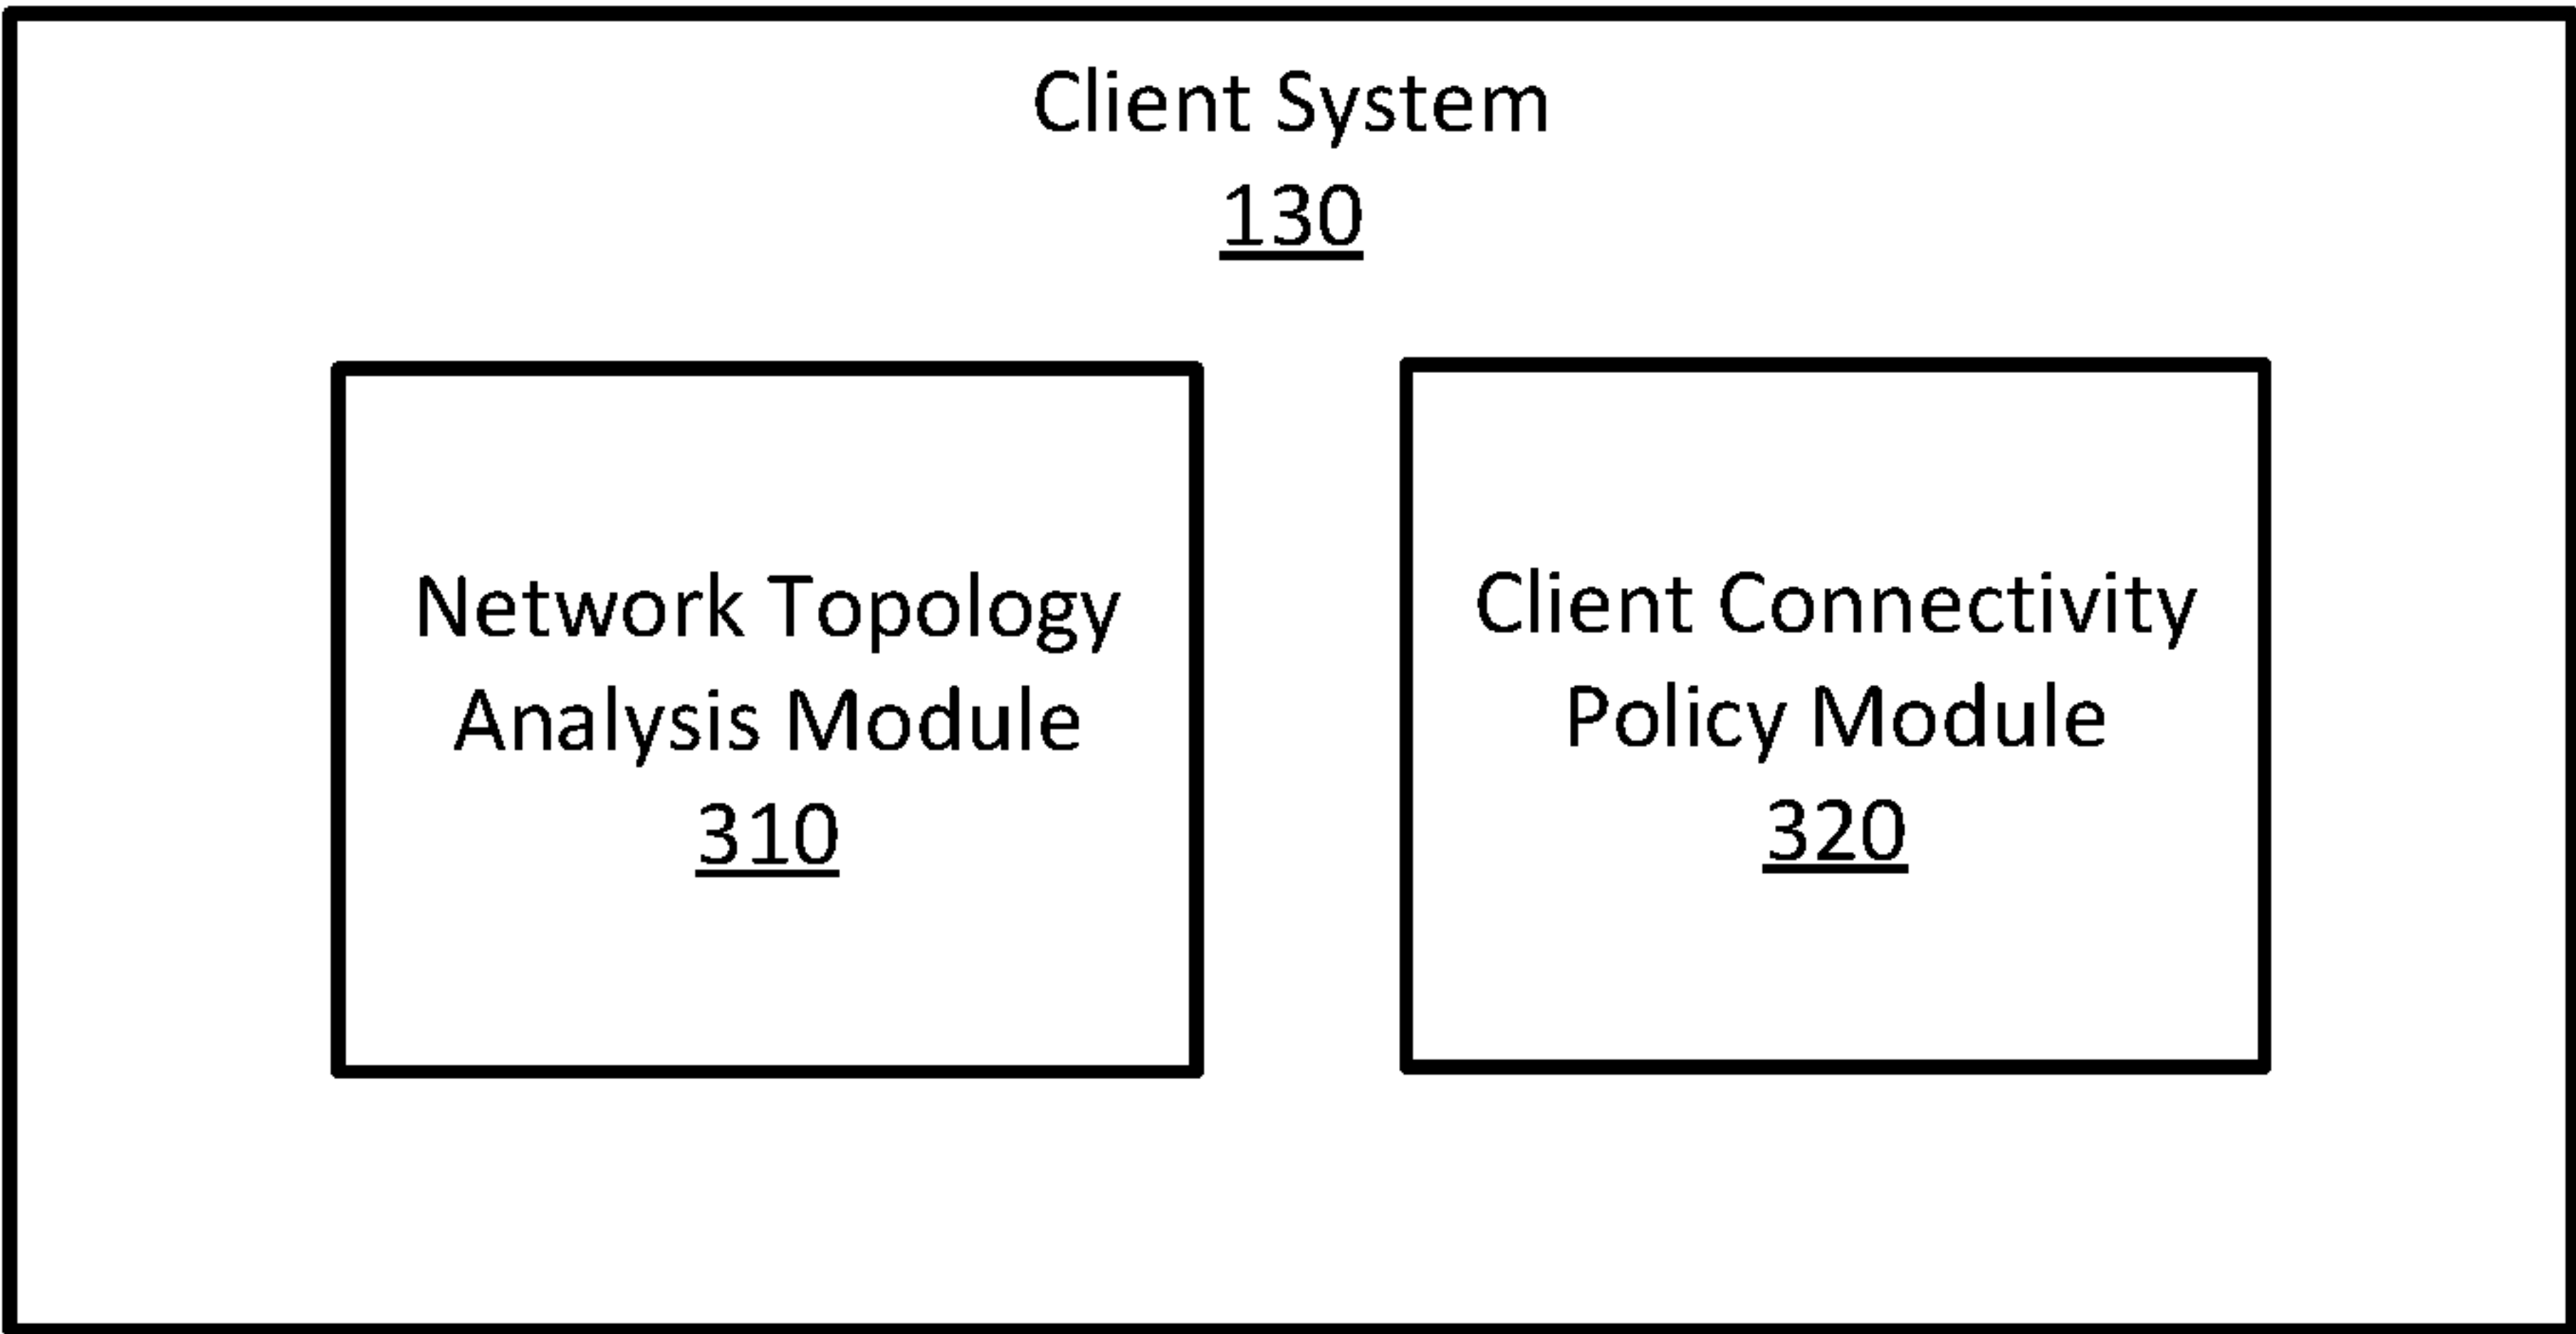 Client System
130
Network Topology
Analysis Module
310
Client Connectivity
Policy Module
320